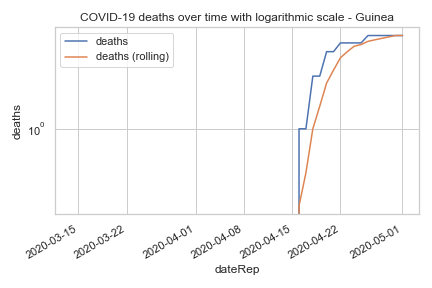 COVID-19 deaths over time with logarithmic scale - Guinea
deaths
deaths (rolling)
deaths
10⁰
2020-03-15
2020-03-22
2020-04-01
2020-04-08
2020-04-15
2020-04-22
2020-05-01
dateRep